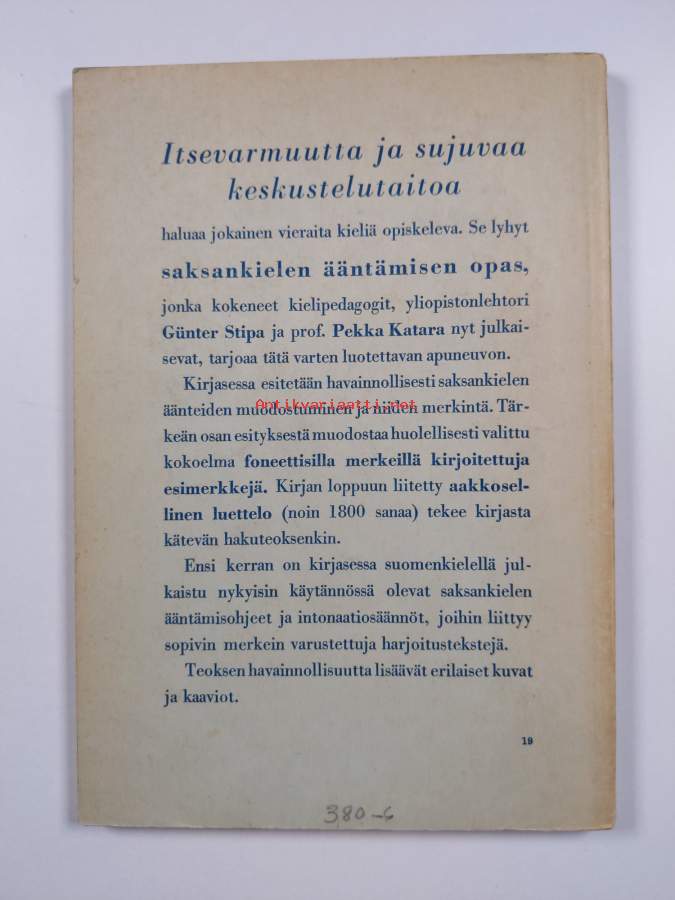 Itsevarmuutta ja sujuvaa
keskustelutaitoa
haluaa jokainen vieraita kieliä opiskeleva. Se lyhyt
saksankielen ääntämisen opas,
jonka kokeneet kielipedagogit, yliopistonlehtori
Günter Stipa ja prof. Pekka Katara nyt julkai-
sevat, tarjoaa tätä varten luotettavan apuneuvon.
Kirjasessa esitetään havainnollisesti saksankielen
äänteiden muodostuminen ja niiden merkintä. Tär-
Antikvariaatti.net
keän osan esityksestä muodostaa huolellisesti valittu
kokoelma foneettisilla merkeillä kirjoitettuja
esimerkkejä. Kirjan loppuun liitetty aakkosel-
linen luettelo (noin 1800 sanaa) tekee kirjasta
kätevän hakuteoksenkin.
Ensi kerran on kirjasessa suomenkielellä jul-
kaistu nykyisin käytännössä olevat saksankielen
ääntämisohjeet ja intonaatiosäännöt, joihin liittyy
sopivin merkein varustettuja harjoitustekstejä.
Teoksen havainnollisuutta lisäävät erilaiset kuvat
ja kaaviot.
19
380-6